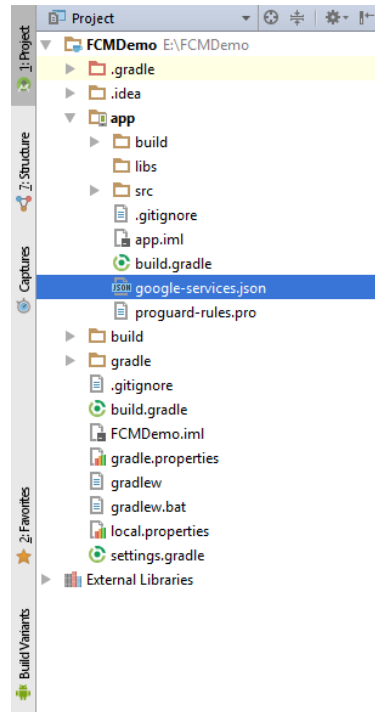 Project
FCMDemo E:\FCMDemo
.gradle
.idea
app
build
libs
src
.gitignore
app.iml
build.gradle
JSON google-services.json
proguard-rules.pro
build
gradle
.gitignore
build.gradle
FCMDemo.iml
gradle.properties
gradlew
gradlew.bat
local.properties
settings.gradle
External Libraries
1: Project
7: Structure
Captures
2: Favorites
Build Variants